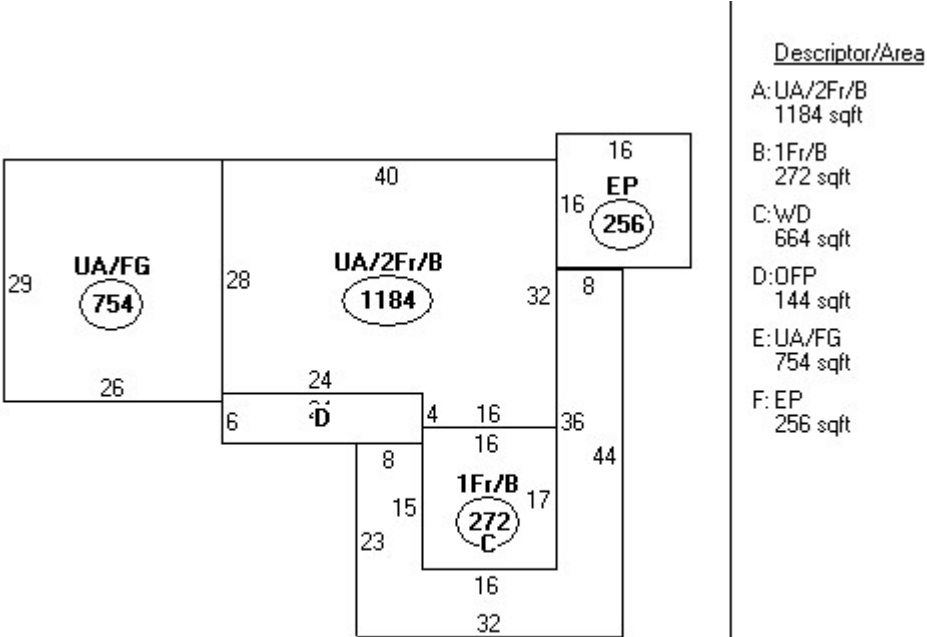 Descriptor/Area
A:UA/2Fr/B
1184 sqft
B:1Fr/B
272 sqft
C:WD
664 sqft
D:OFP
144 sqft
E:UA/FG
754 sqft
F:EP
256 sqft
16
40
16
EP
256
UA/FG
754
29
28
UA/2Fr/B
1184
32
8
26
24
D
6
4
16
36
16
8
44
1Fr/B
15
17
272
C
23
16
32